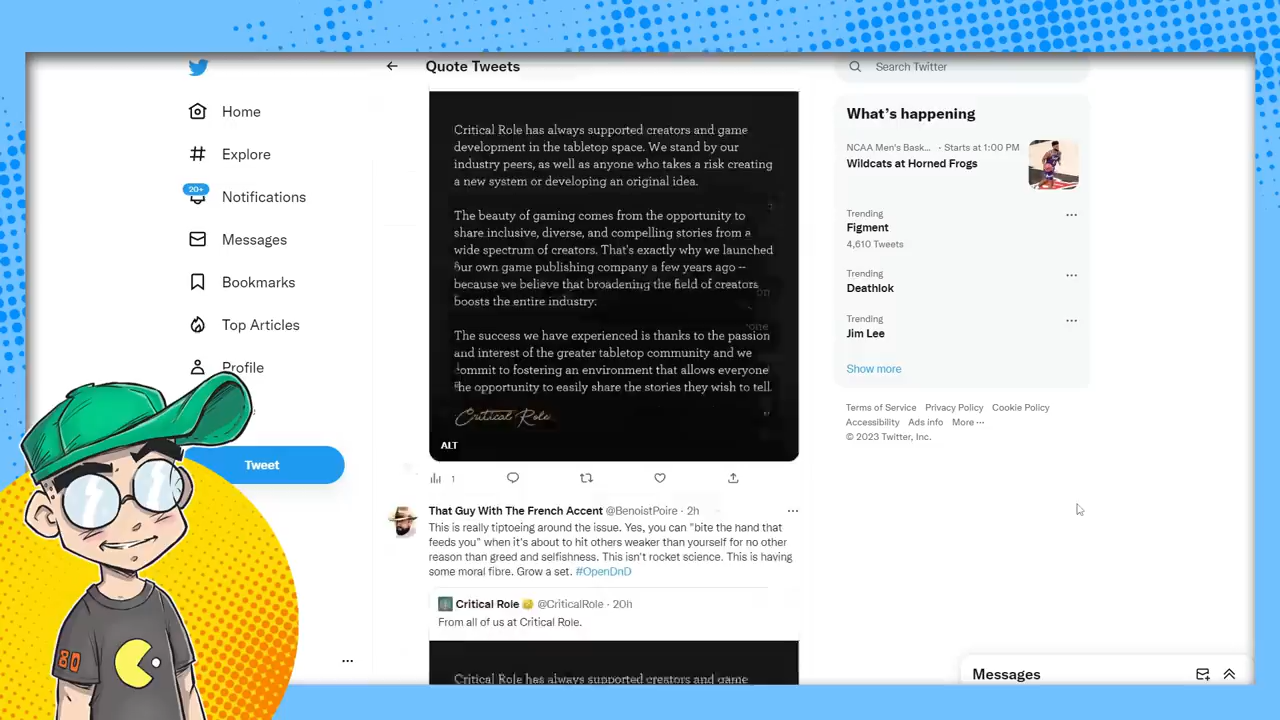 Quote Tweets
Search Twitter
Home
Explore
20+
Notifications
Messages
Bookmarks
Top Articles
Profile
Tweet
80
Critical Role has always supported creators and game
development in the tabletop space. We stand by our
industry peers, as well as anyone who takes a risk creating
a new system or developing an original idea.
The beauty of gaming comes from the opportunity to
share inclusive, diverse, and compelling stories from a
wide spectrum of creators. That's exactly why we launched
our own game publishing company a few years ago --
because we believe that broadening the field of creators
boosts the entire industry.
The success we have experienced is thanks to the passion
and interest of the greater tabletop community and we
commit to fostering an environment that allows everyone
the opportunity to easily share the stories they wish to tell.
Critical Role
ALT
1
That Guy With The French Accent @BenoistPoire · 2h
This is really tiptoeing around the issue. Yes, you can "bite the hand that
feeds you" when it's about to hit others weaker than yourself for no other
reason than greed and selfishness. This isn't rocket science. This is having
some moral fibre. Grow a set. #OpenDnD
Critical Role @CriticalRole · 20h
From all of us at Critical Role.
Critical Role has always supported creators and game
What's happening
NCAA Men's Bask... · Starts at 1:00 PM
Wildcats at Horned Frogs
Trending
Figment
4,610 Tweets
Trending
Deathlok
Trending
Jim Lee
Show more
Terms of Service Privacy Policy Cookie Policy
Accessibility Ads info More ···
© 2023 Twitter, Inc.
Messages